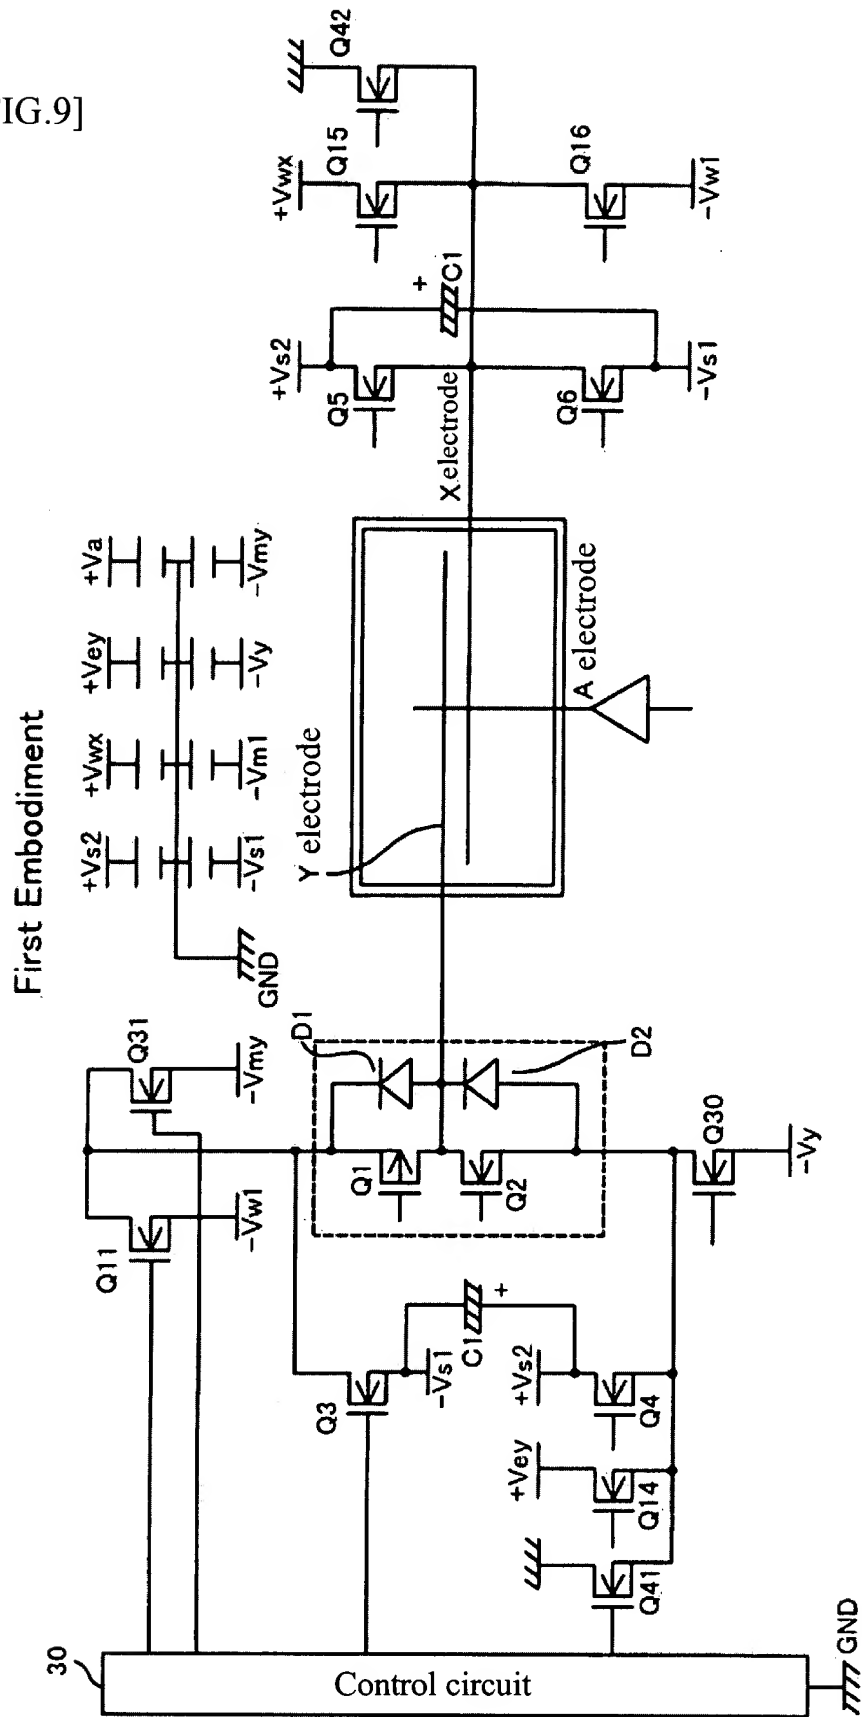 [FIG.9]
First Embodiment
+Vs2
+Vwx
+Vey
+Va
-Vs1
-Vm1
-Vy
-Vmy
GND
30
Control circuit
GND
Q11
-Vw1
Q31
-Vmy
Q3
-Vs1
C1
+
+Vs2
Q4
+Vey
Q14
Q41
D1
Q1
Q2
D2
Q30
-Vy
Y electrode
X electrode
A electrode
+Vs2
Q5
Q6
-Vs1
+
C1
+Vwx
Q15
Q16
-Vw1
Q42